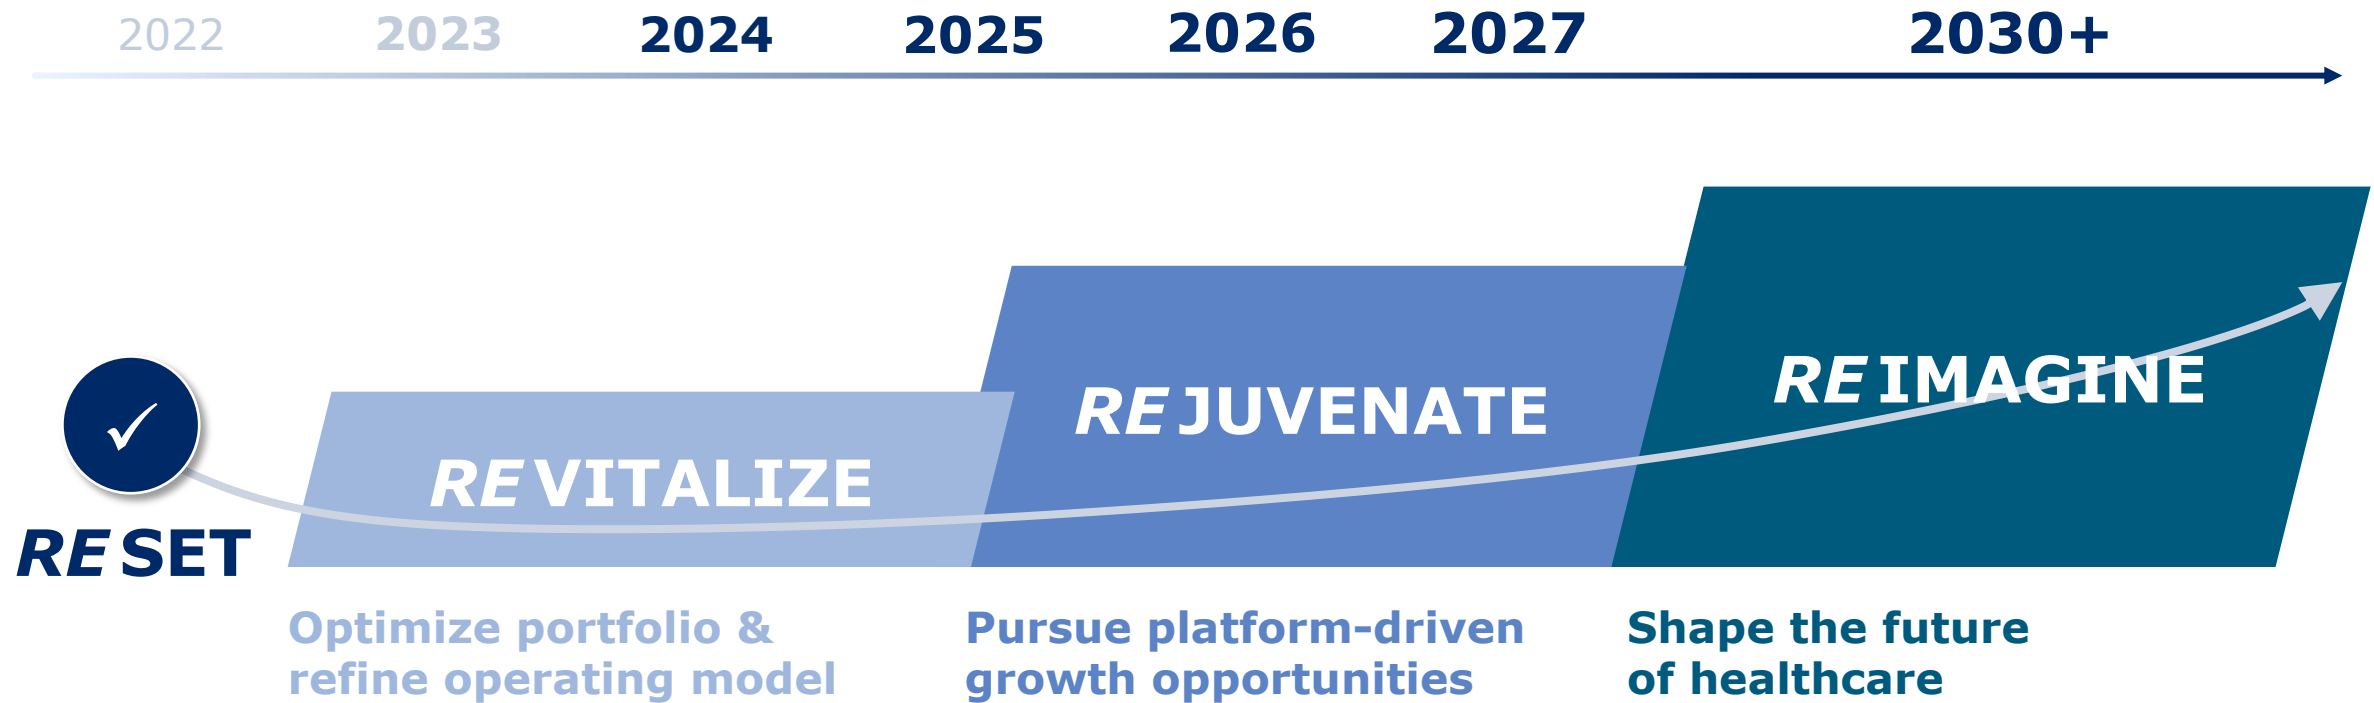 2022 2023 2024 2025 2026 2027 2030+
REVITALIZE
REJUVENATE
REIMAGINE
✓
RESET
Optimize portfolio &
refine operating model
Pursue platform-driven
growth opportunities
Shape the future
of healthcare